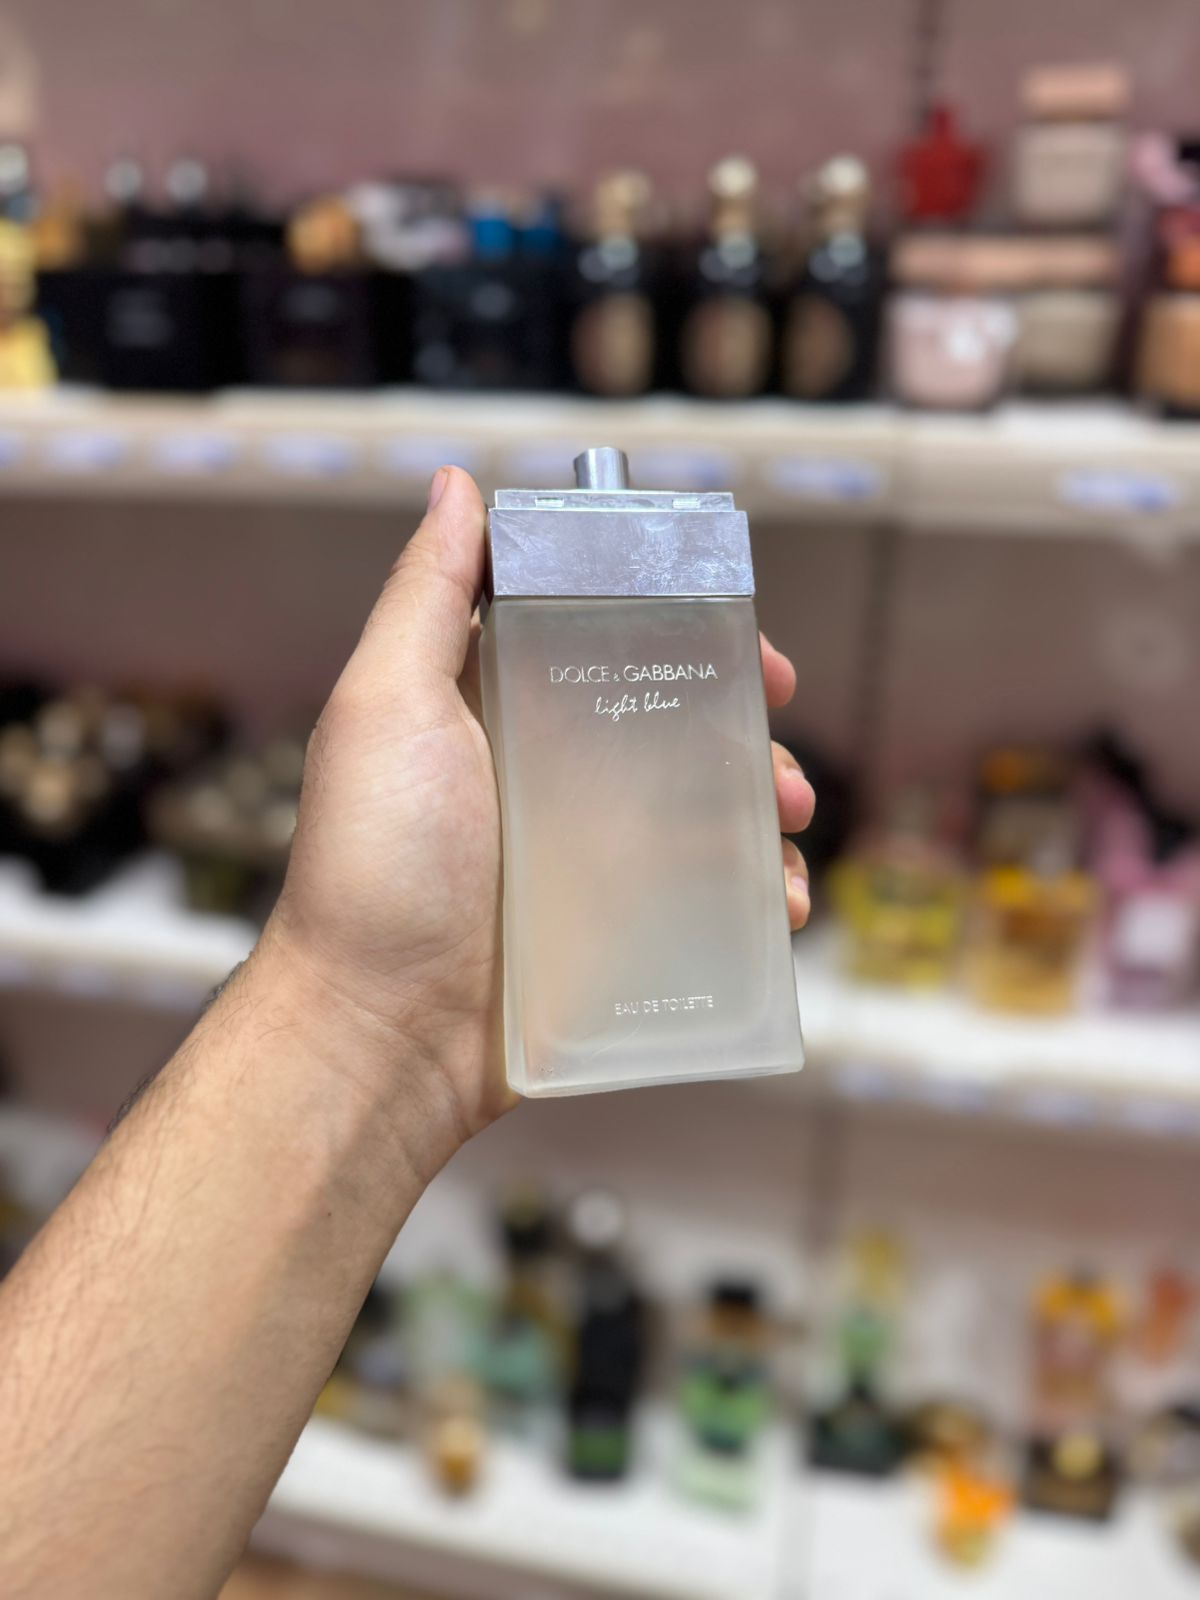 DOLCE & GABBANA
light blue
EAU DE TOILETTE